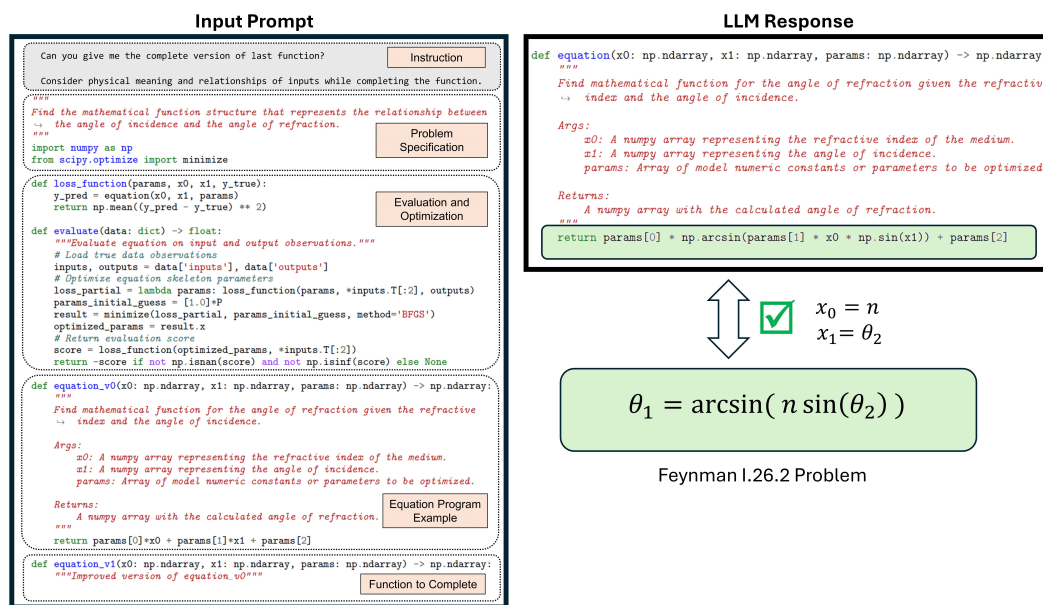 Input Prompt
Can you give me the complete version of last function?
Instruction
Consider physical meaning and relationships of inputs while completing the function.
"""
Find the mathematical function structure that represents the relationship between
↪ the angle of incidence and the angle of refraction.
"""
Problem
Specification
import numpy as np
from scipy.optimize import minimize
def loss_function(params, x0, x1, y_true):
    y_pred = equation(x0, x1, params)
    return np.mean((y_pred - y_true) ** 2)
Evaluation and
Optimization
def evaluate(data: dict) -> float:
    """Evaluate equation on input and output observations."""
    # Load true data observations
    inputs, outputs = data['inputs'], data['outputs']
    # Optimize equation skeleton parameters
    loss_partial = lambda params: loss_function(params, *inputs.T[:2], outputs)
    params_initial_guess = [1.0]*P
    result = minimize(loss_partial, params_initial_guess, method='BFGS')
    optimized_params = result.x
    # Return evaluation score
    score = loss_function(optimized_params, *inputs.T[:2])
    return -score if not np.isnan(score) and not np.isinf(score) else None
def equation_v0(x0: np.ndarray, x1: np.ndarray, params: np.ndarray) -> np.ndarray:
    """
    Find mathematical function for the angle of refraction given the refractive
    ↪ index and the angle of incidence.
    Args:
        x0: A numpy array representing the refractive index of the medium.
        x1: A numpy array representing the angle of incidence.
        params: Array of model numeric constants or parameters to be optimized.
    Returns:
        A numpy array with the calculated angle of refraction.
    """
Equation Program
Example
    return params[0]*x0 + params[1]*x1 + params[2]
def equation_v1(x0: np.ndarray, x1: np.ndarray, params: np.ndarray) -> np.ndarray:
    """Improved version of equation_v0"""
Function to Complete
LLM Response
def equation(x0: np.ndarray, x1: np.ndarray, params: np.ndarray) -> np.ndarray
    """
    Find mathematical function for the angle of refraction given the refractive
    ↪ index and the angle of incidence.
    Args:
        x0: A numpy array representing the refractive index of the medium.
        x1: A numpy array representing the angle of incidence.
        params: Array of model numeric constants or parameters to be optimized
    Returns:
        A numpy array with the calculated angle of refraction.
    """
    return params[0] * np.arcsin(params[1] * x0 * np.sin(x1)) + params[2]
x₀ = n
x₁ = θ₂
θ₁ = arcsin( n sin(θ₂) )
Feynman I.26.2 Problem